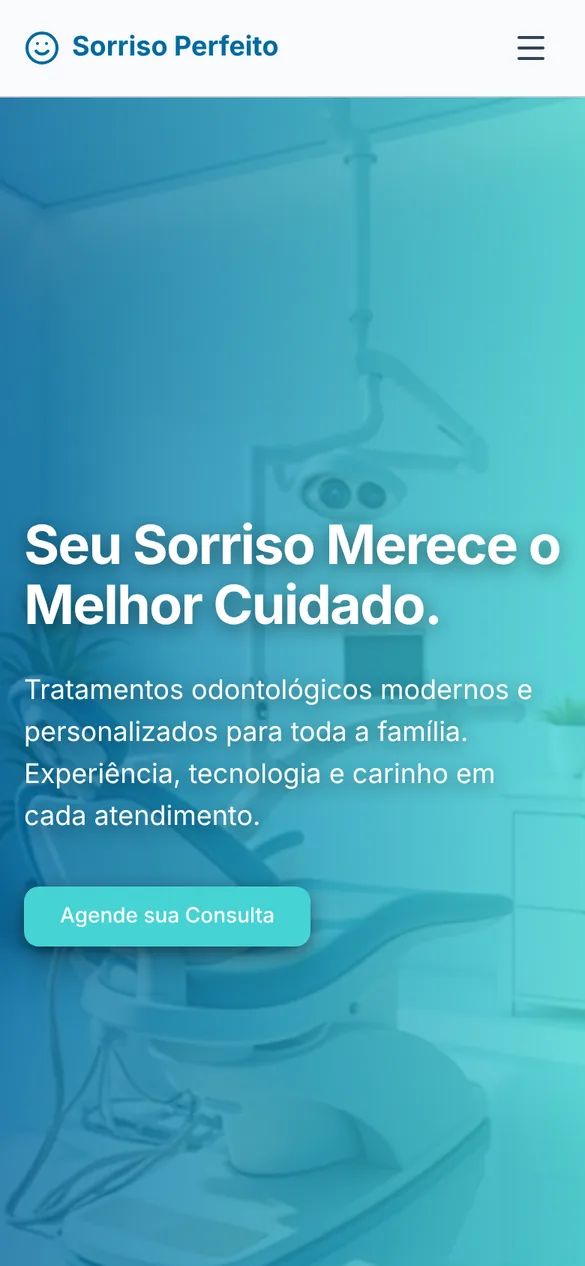 Sorriso Perfeito
Seu Sorriso Merece o
Melhor Cuidado.
Tratamentos odontológicos modernos e
personalizados para toda a família.
Experiência, tecnologia e carinho em
cada atendimento.
Agende sua Consulta